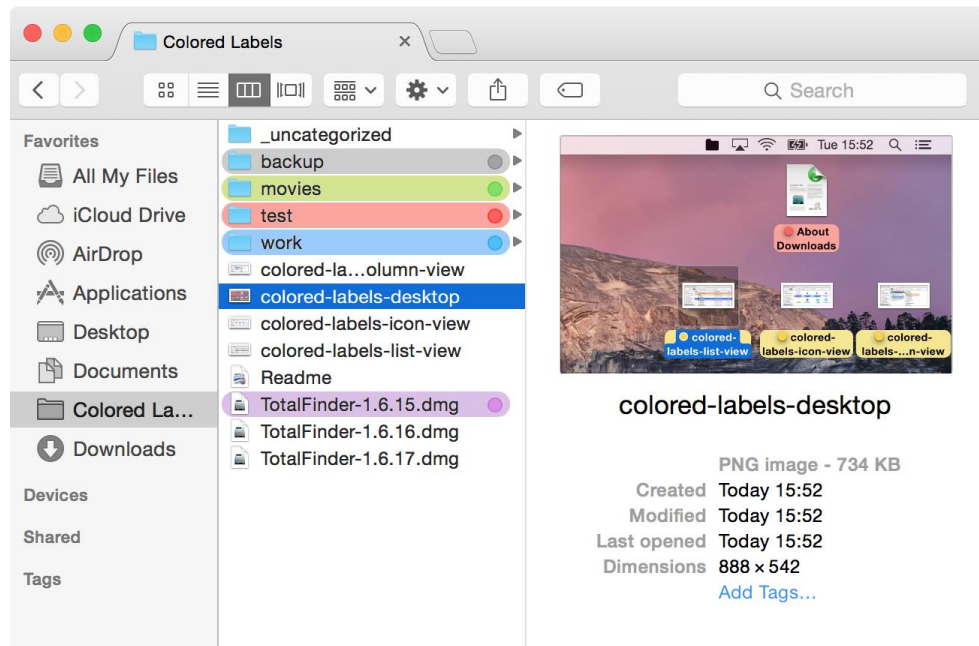 Colored Labels
Search
Favorites
All My Files
iCloud Drive
AirDrop
Applications
Desktop
Documents
Colored La...
Downloads
Devices
Shared
Tags
_uncategorized
backup
movies
test
work
colored-la...olumn-view
colored-labels-desktop
colored-labels-icon-view
colored-labels-list-view
Readme
TotalFinder-1.6.15.dmg
TotalFinder-1.6.16.dmg
TotalFinder-1.6.17.dmg
Tue 15:52
About
Downloads
colored-
labels-list-view
colored-
labels-icon-view
colored-
labels-...n-view
colored-labels-desktop
PNG image - 734 KB
Created Today 15:52
Modified Today 15:52
Last opened Today 15:52
Dimensions 888 × 542
Add Tags...